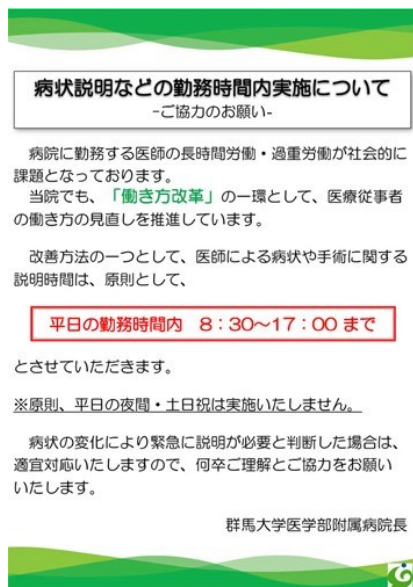 病状説明などの勤務時間内実施について
-ご協力のお願い-
病院に勤務する医師の長時間労働・過重労働が社会的に
課題となっております。
当院でも、「働き方改革」の一環として、医療従事者
の働き方の見直しを推進しています。
改善方法の一つとして、医師による病状や手術に関する
説明時間は、原則として、
平日の勤務時間内 8：30～17：00 まで
とさせていただきます。
※原則、平日の夜間・土日祝は実施いたしません。
病状の変化により緊急に説明が必要と判断した場合は、
適宜対応いたしますので、何卒ご理解とご協力をお願い
いたします。
群馬大学医学部附属病院長